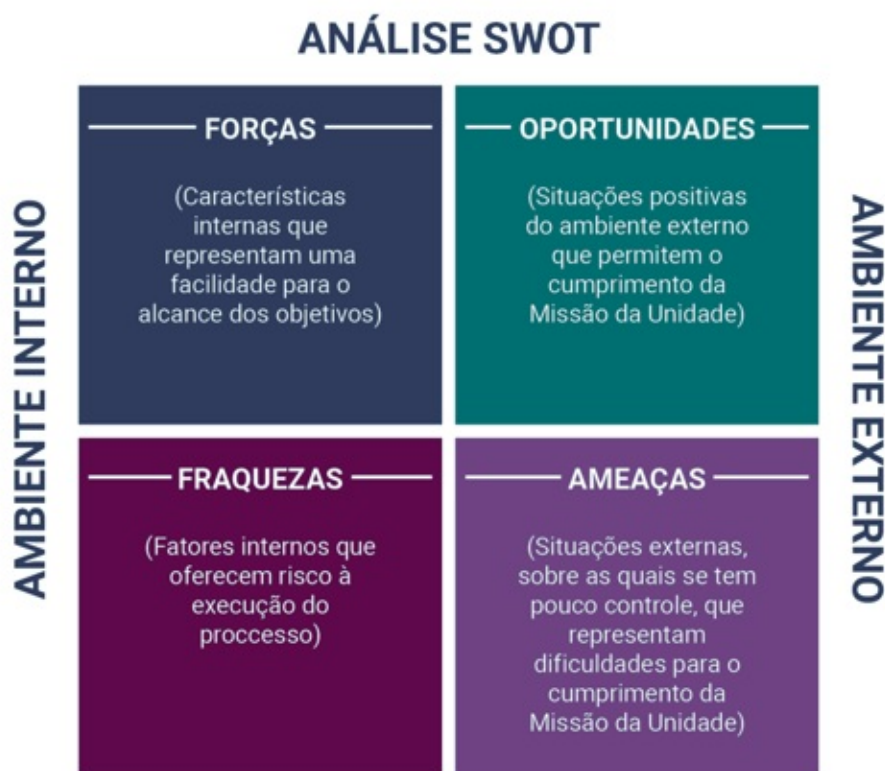 ANÁLISE SWOT
AMBIENTE INTERNO
FORÇAS
(Características
internas que
representam uma
facilidade para o
alcance dos objetivos)
OPORTUNIDADES
(Situações positivas
do ambiente externo
que permitem o
cumprimento da
Missão da Unidade)
FRAQUEZAS
(Fatores internos que
oferecem risco à
execução do
proccesso)
AMEAÇAS
(Situações externas,
sobre as quais se tem
pouco controle, que
representam
dificuldades para o
cumprimento da
Missão da Unidade)
AMBIENTE EXTERNO